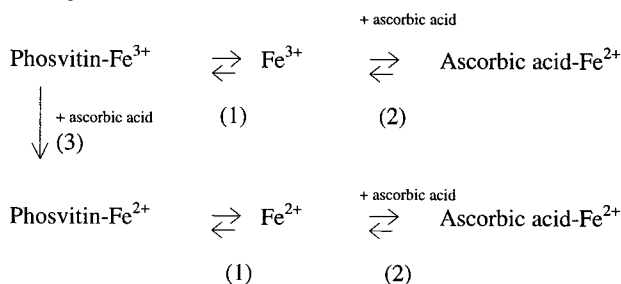 + ascorbic acid
Phosvitin-Fe³⁺ ⇌ Fe³⁺ ⇌ Ascorbic acid-Fe²⁺
+ ascorbic acid (1) (2)
(3)
+ ascorbic acid
Phosvitin-Fe²⁺ ⇌ Fe²⁺ ⇌ Ascorbic acid-Fe²⁺
(1) (2)